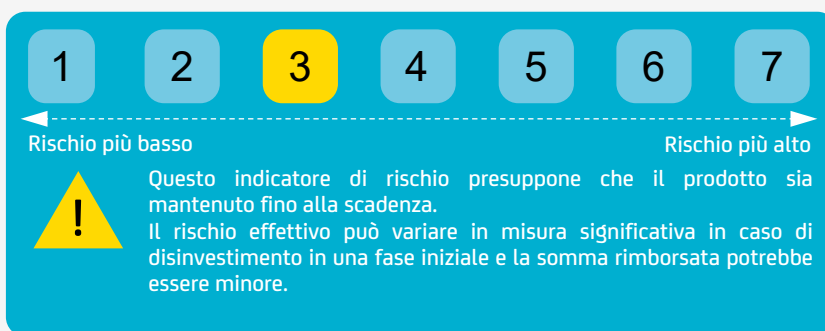 1 2 3 4 5 6 7
Rischio più basso Rischio più alto
!
Questo indicatore di rischio presuppone che il prodotto sia
mantenuto fino alla scadenza.
Il rischio effettivo può variare in misura significativa in caso di
disinvestimento in una fase iniziale e la somma rimborsata potrebbe
essere minore.